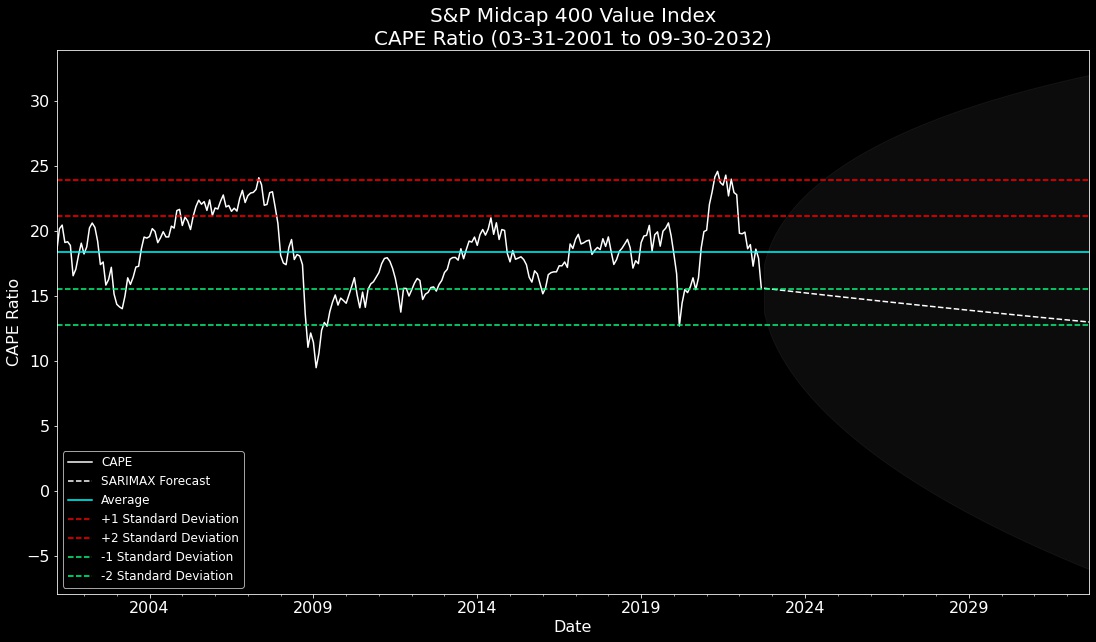 S&P Midcap 400 Value Index
CAPE Ratio (03-31-2001 to 09-30-2032)
CAPE Ratio
30
25
20
15
10
5
0
−5
CAPE
SARIMAX Forecast
Average
+1 Standard Deviation
+2 Standard Deviation
-1 Standard Deviation
-2 Standard Deviation
2004 2009 2014 2019 2024 2029
Date